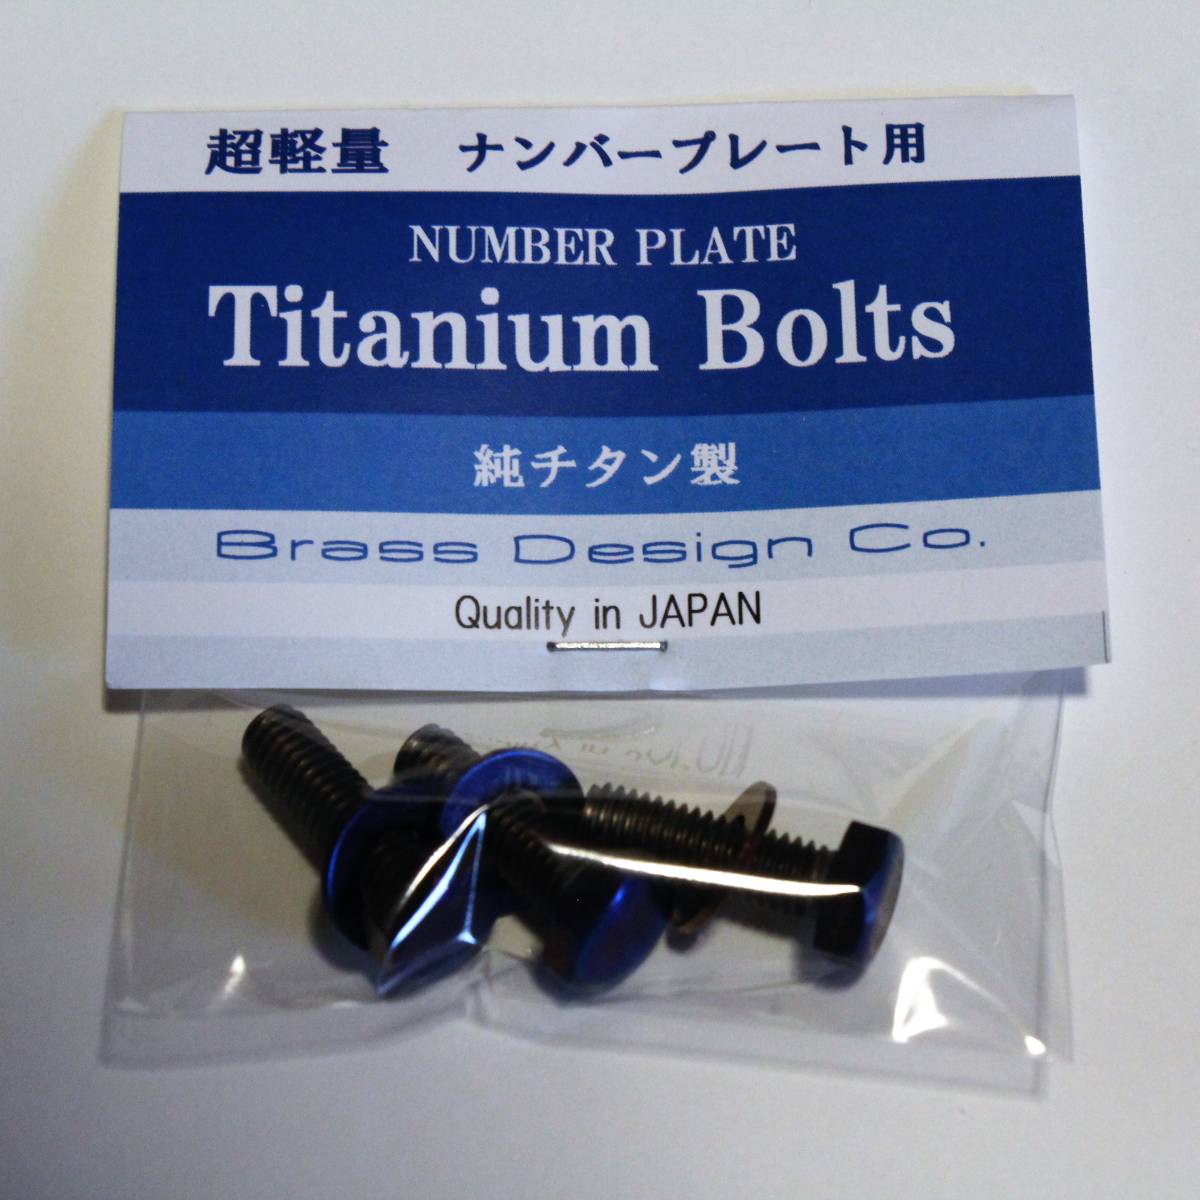 超軽量 ナンバープレート用
NUMBER PLATE
Titanium Bolts
純チタン製
Brass Design Co.
Quality in JAPAN